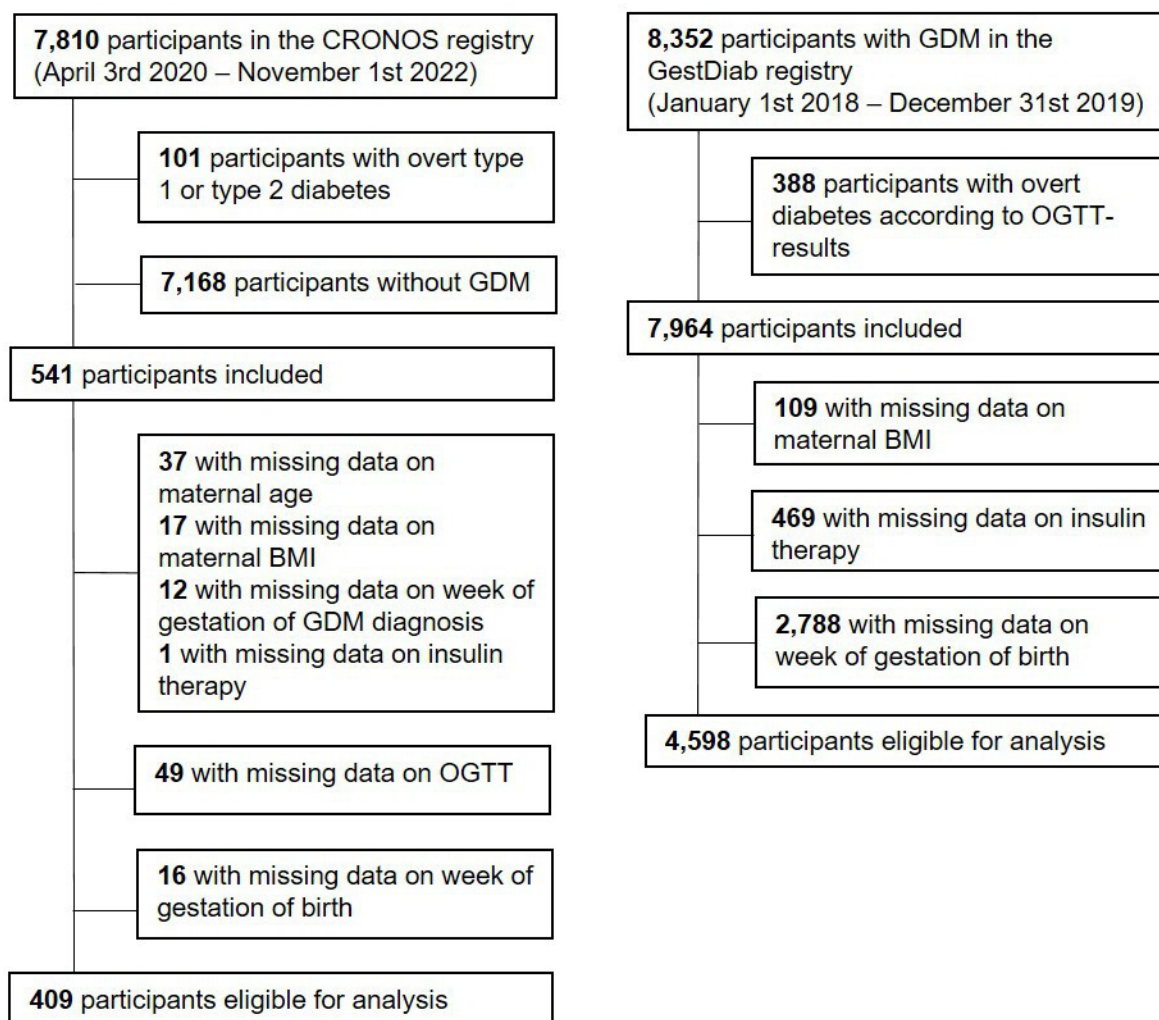 7,810 participants in the CRONOS registry
(April 3rd 2020 – November 1st 2022)
101 participants with overt type
1 or type 2 diabetes
7,168 participants without GDM
541 participants included
37 with missing data on
maternal age
17 with missing data on
maternal BMI
12 with missing data on week of
gestation of GDM diagnosis
1 with missing data on insulin
therapy
49 with missing data on OGTT
16 with missing data on week of
gestation of birth
409 participants eligible for analysis
8,352 participants with GDM in the
GestDiab registry
(January 1st 2018 – December 31st 2019)
388 participants with overt
diabetes according to OGTT-
results
7,964 participants included
109 with missing data on
maternal BMI
469 with missing data on insulin
therapy
2,788 with missing data on
week of gestation of birth
4,598 participants eligible for analysis